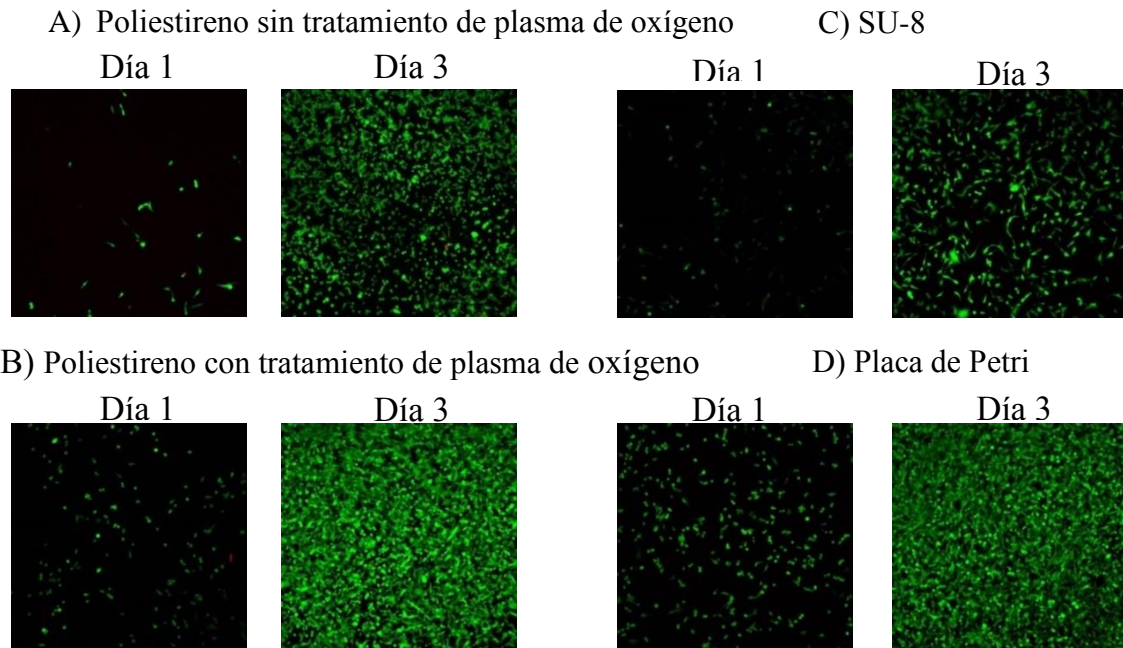 A) Poliestireno sin tratamiento de plasma de oxígeno
C) SU-8
Día 1
Día 3
Día 1
Día 3
B) Poliestireno con tratamiento de plasma de oxígeno
D) Placa de Petri
Día 1
Día 3
Día 1
Día 3